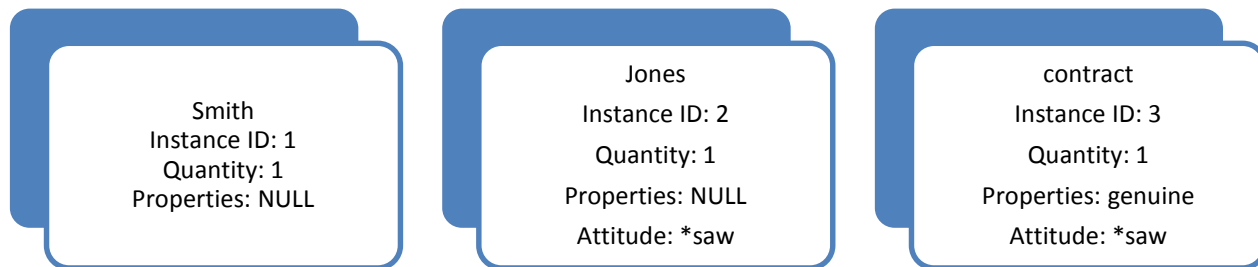 Smith
Instance ID: 1
Quantity: 1
Properties: NULL
Jones
Instance ID: 2
Quantity: 1
Properties: NULL
Attitude: *saw
contract
Instance ID: 3
Quantity: 1
Properties: genuine
Attitude: *saw